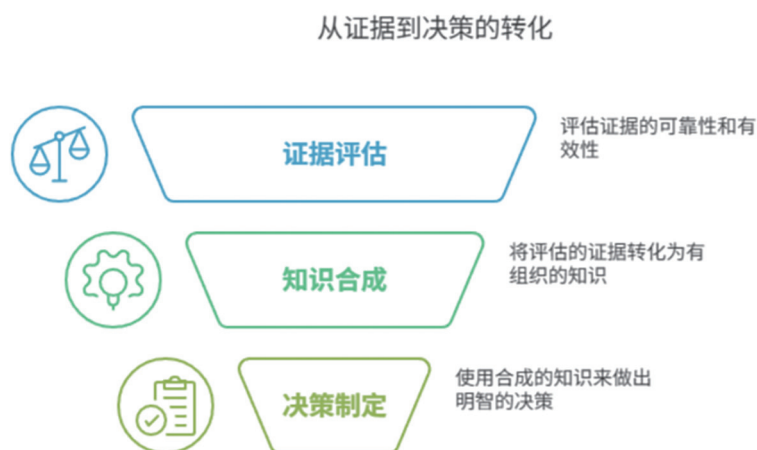 从证据到决策的转化
证据评估
评估证据的可靠性和有
效性
知识合成
将评估的证据转化为有
组织的知识
决策制定
使用合成的知识来做出
明智的决策